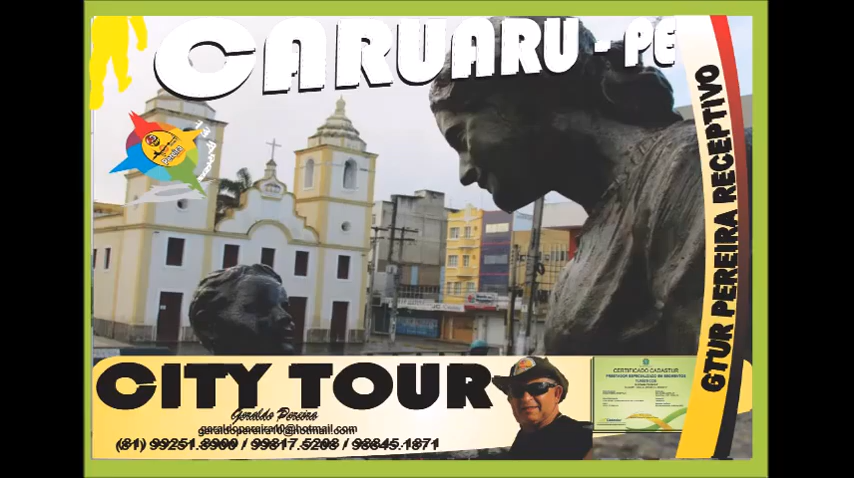 CARUARU - PE
Pereira
GTUR PEREIRA RECEPTIVO
CITY TOUR
Geraldo Pereira
geraldopereira10@hotmail.com
(81) 99251.8900 / 99817.5208 / 98845.1871
CERTIFICADO CADASTUR